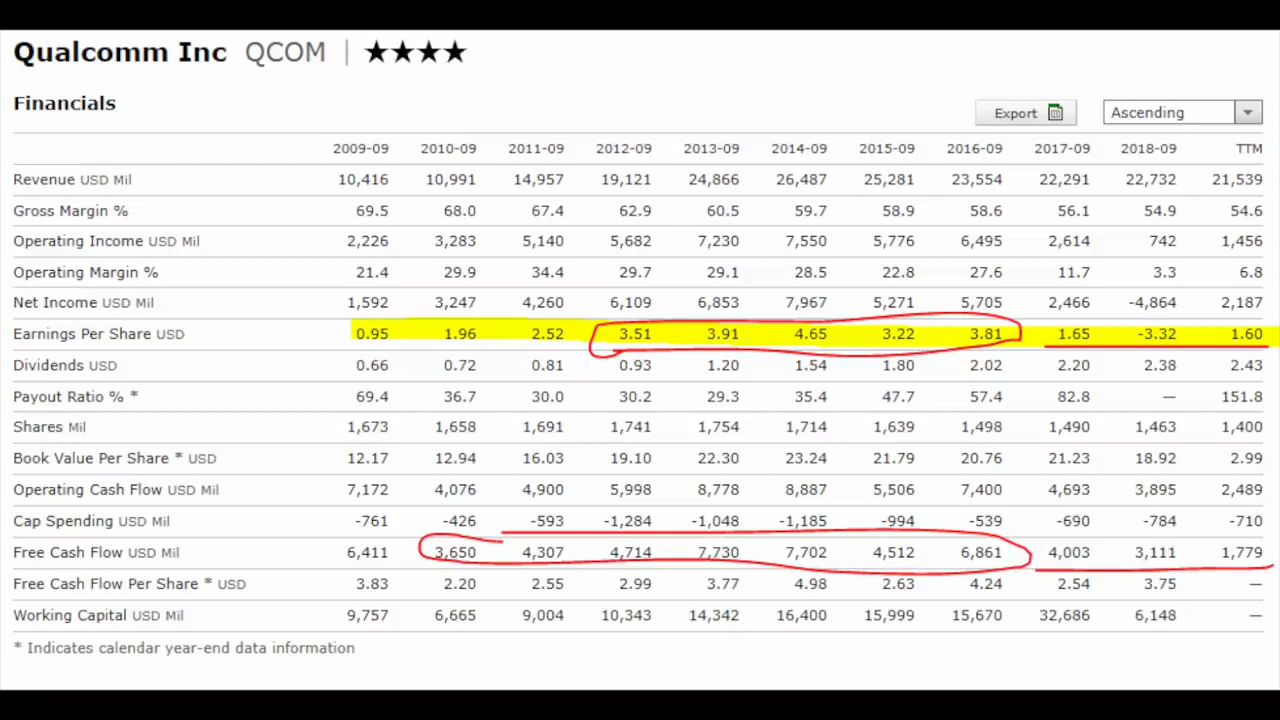 Qualcomm Inc QCOM | ★★★★
Financials
Export Ascending
2009-09 2010-09 2011-09 2012-09 2013-09 2014-09 2015-09 2016-09 2017-09 2018-09 TTM
Revenue USD Mil 10,416 10,991 14,957 19,121 24,866 26,487 25,281 23,554 22,291 22,732 21,539
Gross Margin % 69.5 68.0 67.4 62.9 60.5 59.7 58.9 58.6 56.1 54.9 54.6
Operating Income USD Mil 2,226 3,283 5,140 5,682 7,230 7,550 5,776 6,495 2,614 742 1,456
Operating Margin % 21.4 29.9 34.4 29.7 29.1 28.5 22.8 27.6 11.7 3.3 6.8
Net Income USD Mil 1,592 3,247 4,260 6,109 6,853 7,967 5,271 5,705 2,466 -4,864 2,187
Earnings Per Share USD 0.95 1.96 2.52 3.51 3.91 4.65 3.22 3.81 1.65 -3.32 1.60
Dividends USD 0.66 0.72 0.81 0.93 1.20 1.54 1.80 2.02 2.20 2.38 2.43
Payout Ratio % * 69.4 36.7 30.0 30.2 29.3 35.4 47.7 57.4 82.8 — 151.8
Shares Mil 1,673 1,658 1,691 1,741 1,754 1,714 1,639 1,498 1,490 1,463 1,400
Book Value Per Share * USD 12.17 12.94 16.03 19.10 22.30 23.24 21.79 20.76 21.23 18.92 2.99
Operating Cash Flow USD Mil 7,172 4,076 4,900 5,998 8,778 8,887 5,506 7,400 4,693 3,895 2,489
Cap Spending USD Mil -761 -426 -593 -1,284 -1,048 -1,185 -994 -539 -690 -784 -710
Free Cash Flow USD Mil 6,411 3,650 4,307 4,714 7,730 7,702 4,512 6,861 4,003 3,111 1,779
Free Cash Flow Per Share * USD 3.83 2.20 2.55 2.99 3.77 4.98 2.63 4.24 2.54 3.75 —
Working Capital USD Mil 9,757 6,665 9,004 10,343 14,342 16,400 15,999 15,670 32,686 6,148 —
* Indicates calendar year-end data information